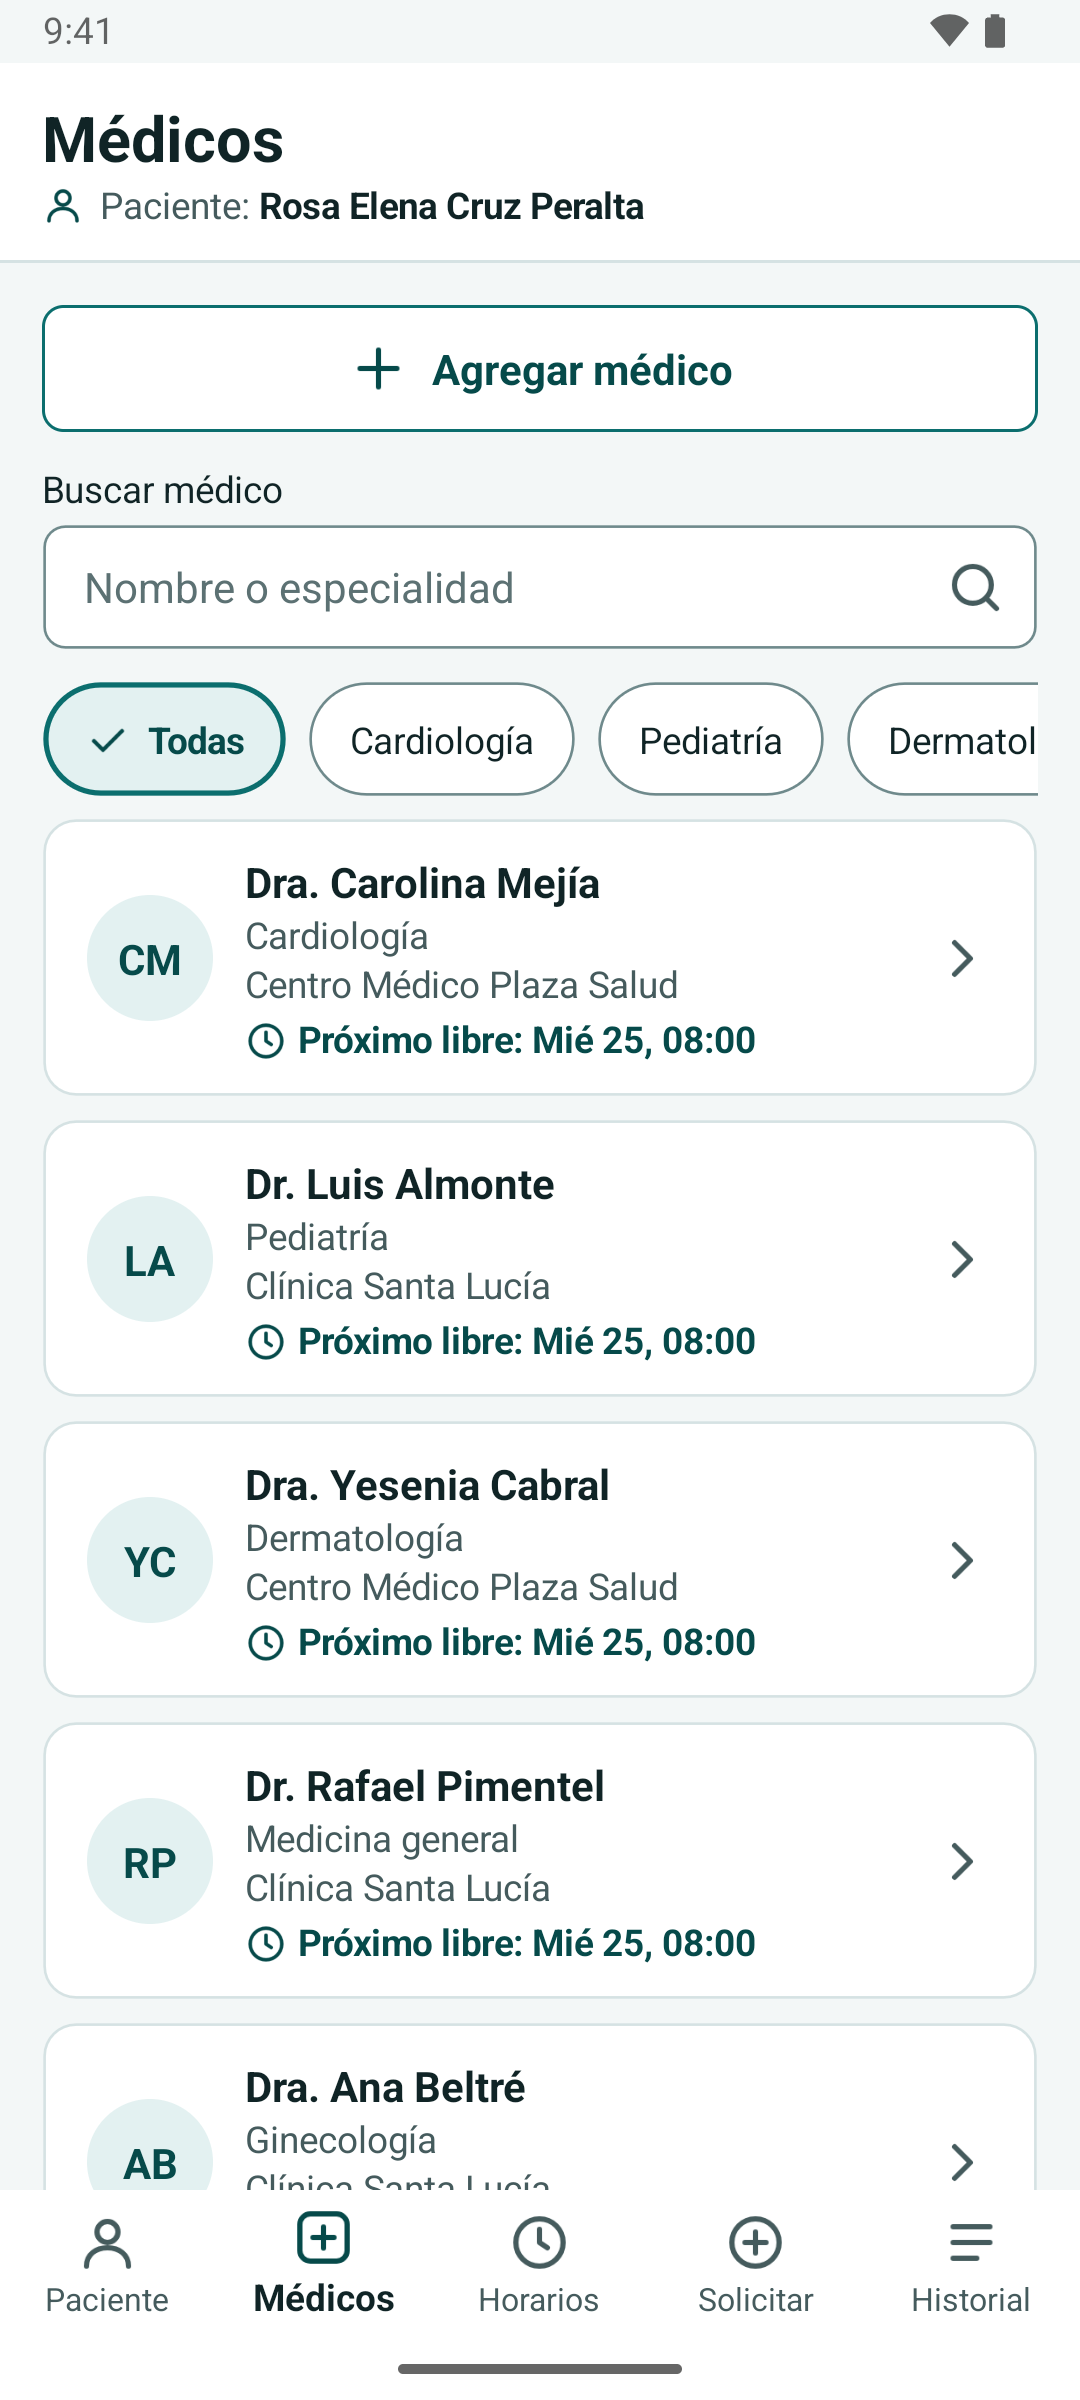 9:41
Médicos
Paciente: Rosa Elena Cruz Peralta
Agregar médico
Buscar médico
Nombre o especialidad
Todas
Cardiología
Pediatría
Dermatol
Dra. Carolina Mejía
CM
Cardiología
Centro Médico Plaza Salud
Próximo libre: Mié 25, 08:00
Dr. Luis Almonte
LA
Pediatría
Clínica Santa Lucía
Próximo libre: Mié 25, 08:00
Dra. Yesenia Cabral
YC
Dermatología
Centro Médico Plaza Salud
Próximo libre: Mié 25, 08:00
Dr. Rafael Pimentel
RP
Medicina general
Clínica Santa Lucía
Próximo libre: Mié 25, 08:00
Dra. Ana Beltré
AB
Ginecología
Clínica Santa Lucía
Paciente
Médicos
Horarios
Solicitar
Historial